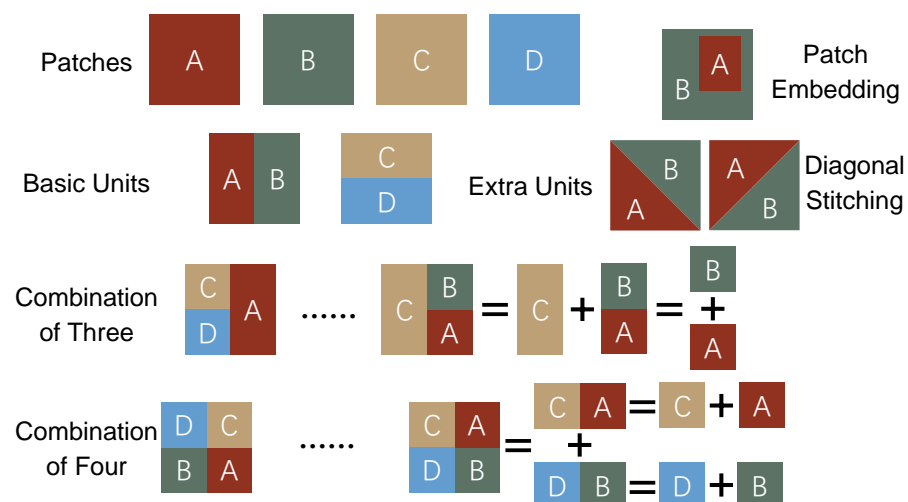 Patches A B C D
B A
Patch
Embedding
Basic Units A B C D
Extra Units B A A B
Diagonal
Stitching
Combination
of Three
C D A ...... C B A = C + B A = B + A
Combination
of Four
D C B A ...... C A D B = C A = C + A
+
D B = D + B